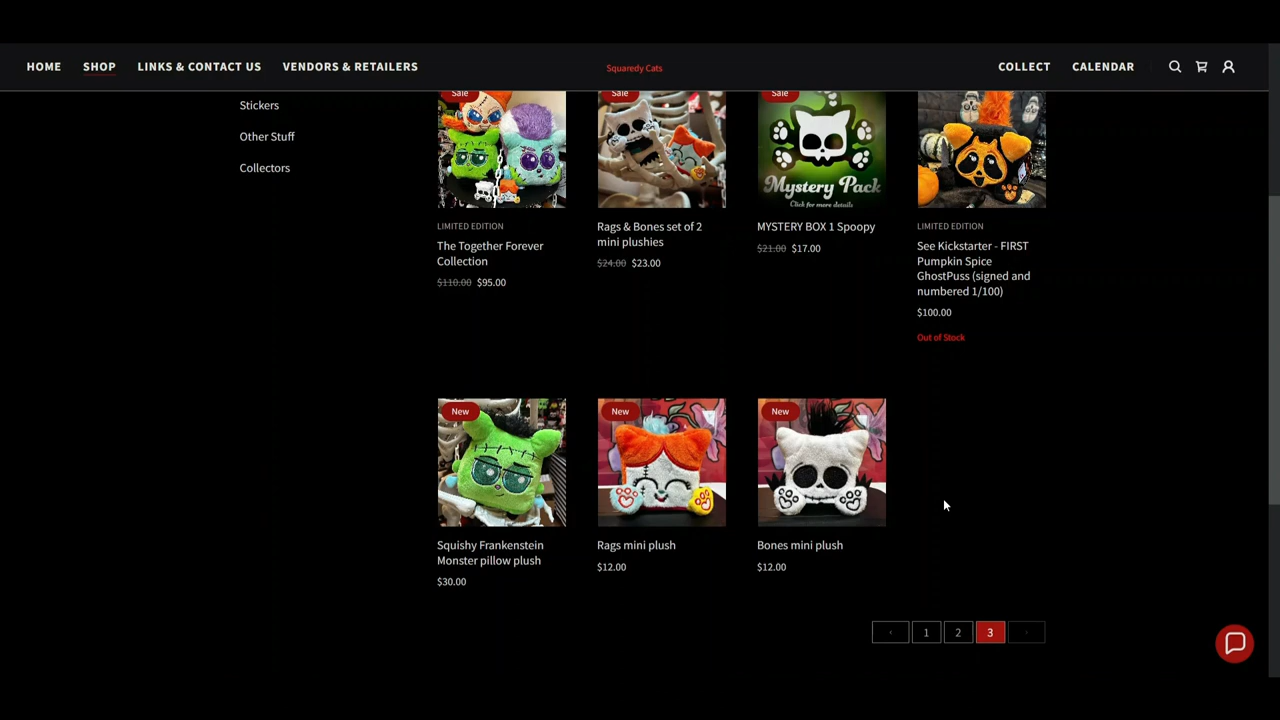 HOME
SHOP
LINKS & CONTACT US
VENDORS & RETAILERS
Squaredy Cats
COLLECT
CALENDAR
Stickers
Other Stuff
Collectors
Sale
Sale
Sale
Mystery Pack
Click for more details
LIMITED EDITION
The Together Forever
Collection
$110.00 $95.00
Rags & Bones set of 2
mini plushies
$24.00 $23.00
MYSTERY BOX 1 Spoopy
$21.00 $17.00
LIMITED EDITION
See Kickstarter - FIRST
Pumpkin Spice
GhostPuss (signed and
numbered 1/100)
$100.00
Out of Stock
New
New
New
Squishy Frankenstein
Monster pillow plush
$30.00
Rags mini plush
$12.00
Bones mini plush
$12.00
‹ 1 2 3 ›